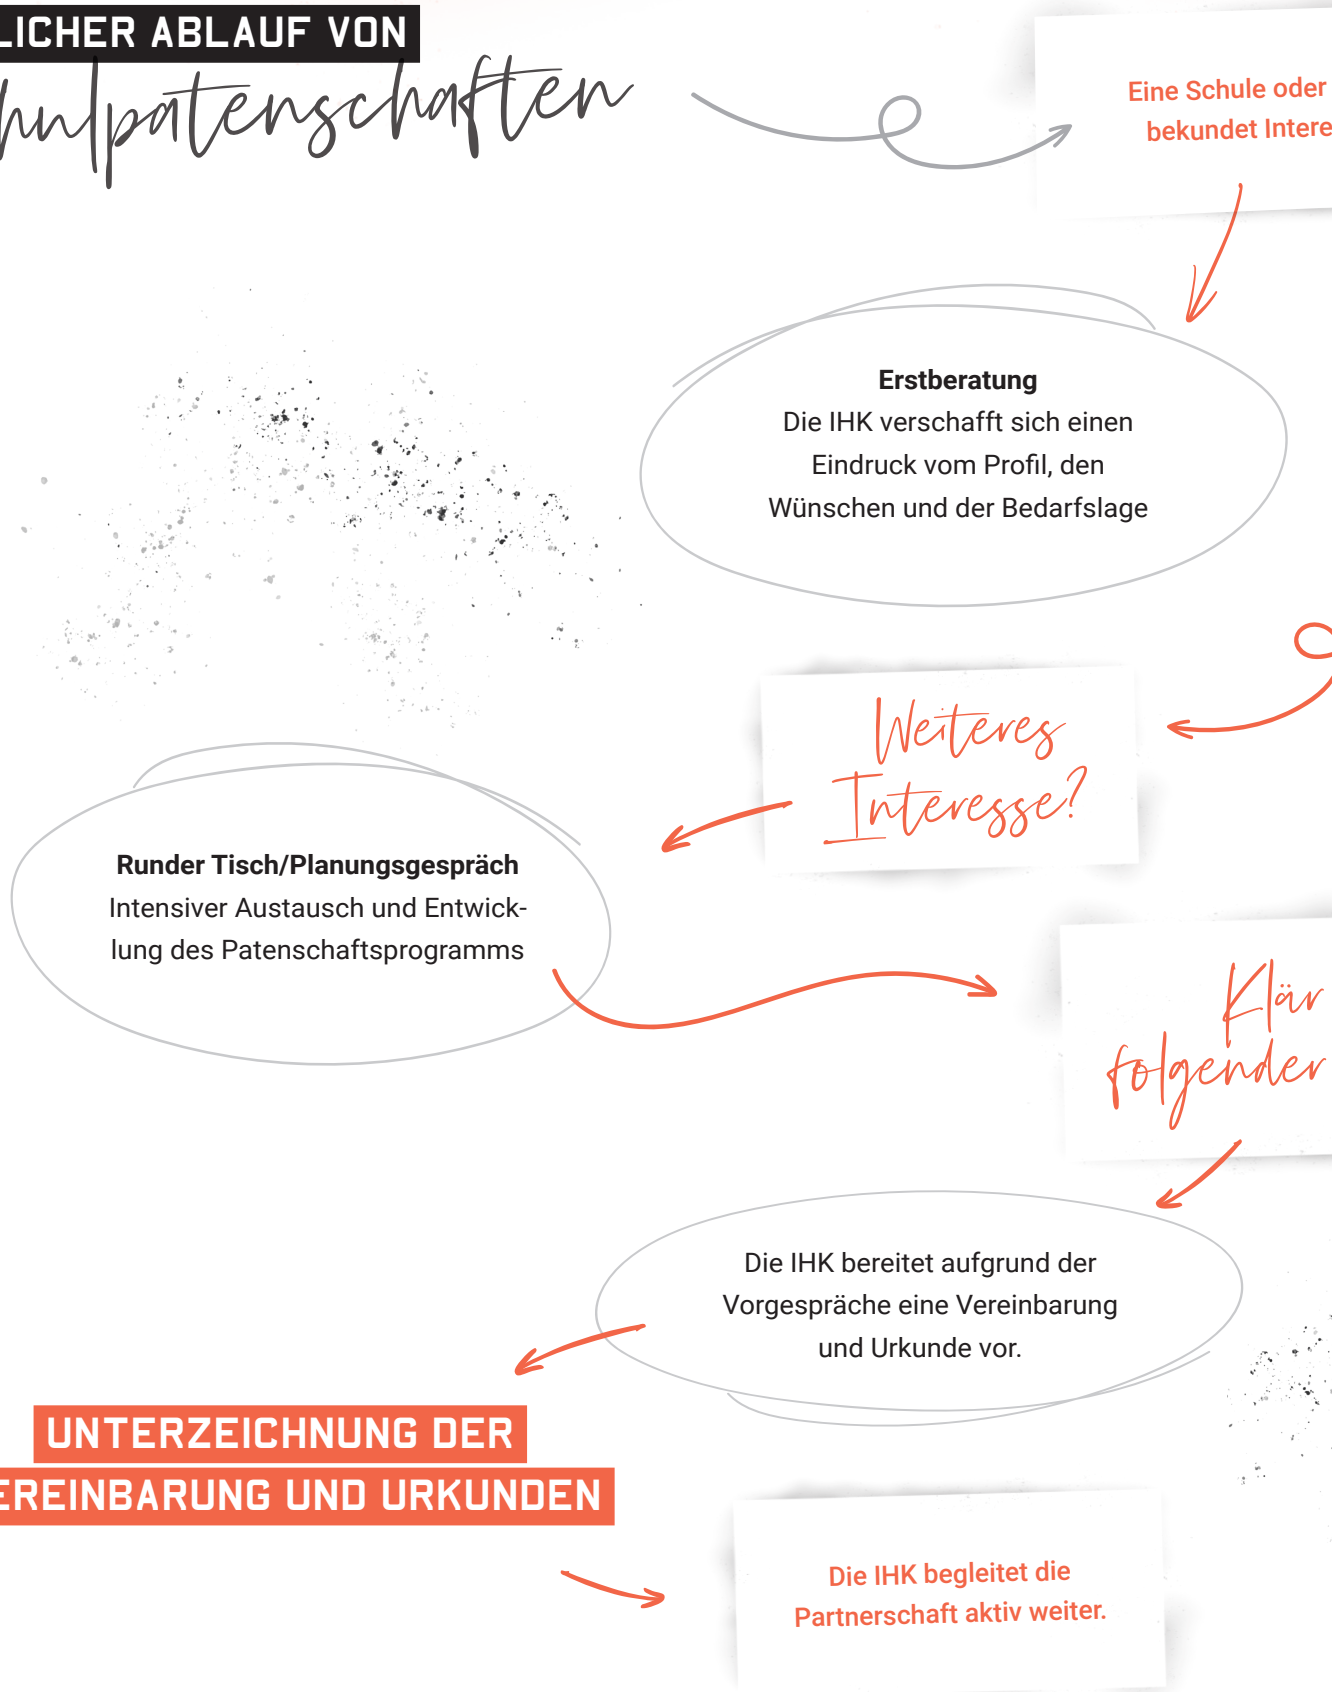 LICHER ABLAUF VON
hulpatenschaften
Eine Schule oder
bekundet Intere
Erstberatung
Die IHK verschafft sich einen
Eindruck vom Profil, den
Wünschen und der Bedarfslage
Weiteres
Interesse?
Runder Tisch/Planungsgespräch
Intensiver Austausch und Entwick-
lung des Patenschaftsprogramms
Klär
folgender
Die IHK bereitet aufgrund der
Vorgespräche eine Vereinbarung
und Urkunde vor.
UNTERZEICHNUNG DER
EREINBARUNG UND URKUNDEN
Die IHK begleitet die
Partnerschaft aktiv weiter.